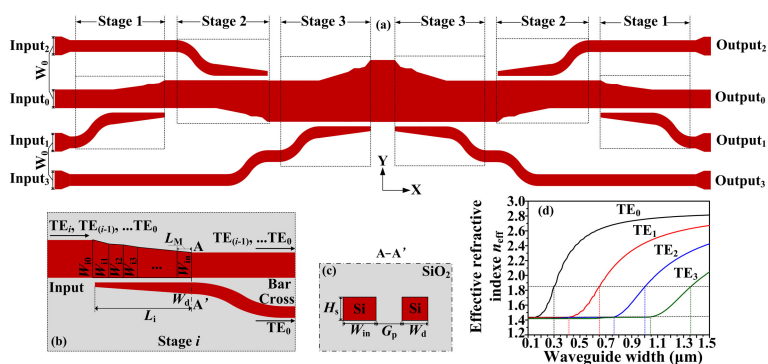 Stage 1
Stage 2
Stage 3
(a)
Stage 3
Stage 2
Stage 1
Input2
W0
Input0
Input1
W0
Input3
Output2
Output0
Output1
Output3
Y
X
TEi, TE(i-1), ...TE0
LM
A
TE(i-1), ...TE0
Wi0
Wi1
Wi2
Wi3
...
Win
Input
Wd
A'
Bar
Cross
Li
TE0
(b)
Stage i
A-A'
(c)
SiO2
Hs
Si
Si
Win
Gp
Wd
(d)
Effective refractive
indexe neff
3.0
2.8
2.6
2.4
2.2
2.0
1.8
1.6
1.4
1.2
TE0
TE1
TE2
TE3
0.1 0.3 0.5 0.7 0.9 1.1 1.3 1.5
Waveguide width (μm)